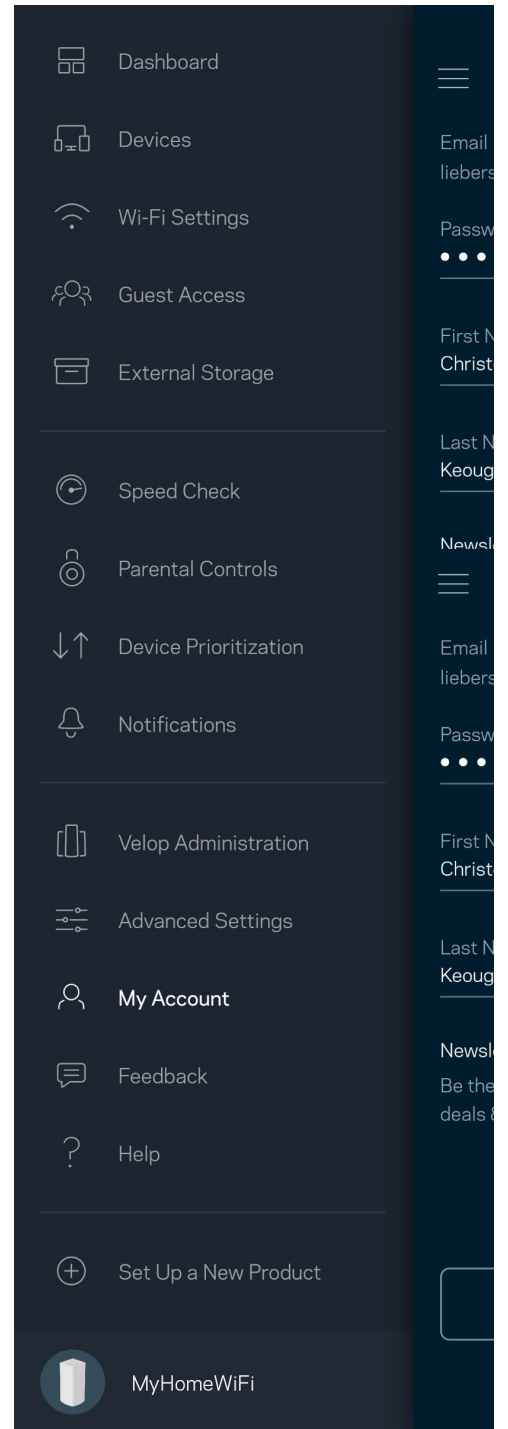 Dashboard
Devices
Wi-Fi Settings
Guest Access
External Storage
Speed Check
Parental Controls
Device Prioritization
Notifications
Velop Administration
Advanced Settings
My Account
Feedback
Help
Set Up a New Product
MyHomeWiFi
Email
liebers
Passw
First N
Christ
Last N
Keoug
Newsl
Email
liebers
Passw
First N
Christ
Last N
Keoug
Newsl
Be the
deals &